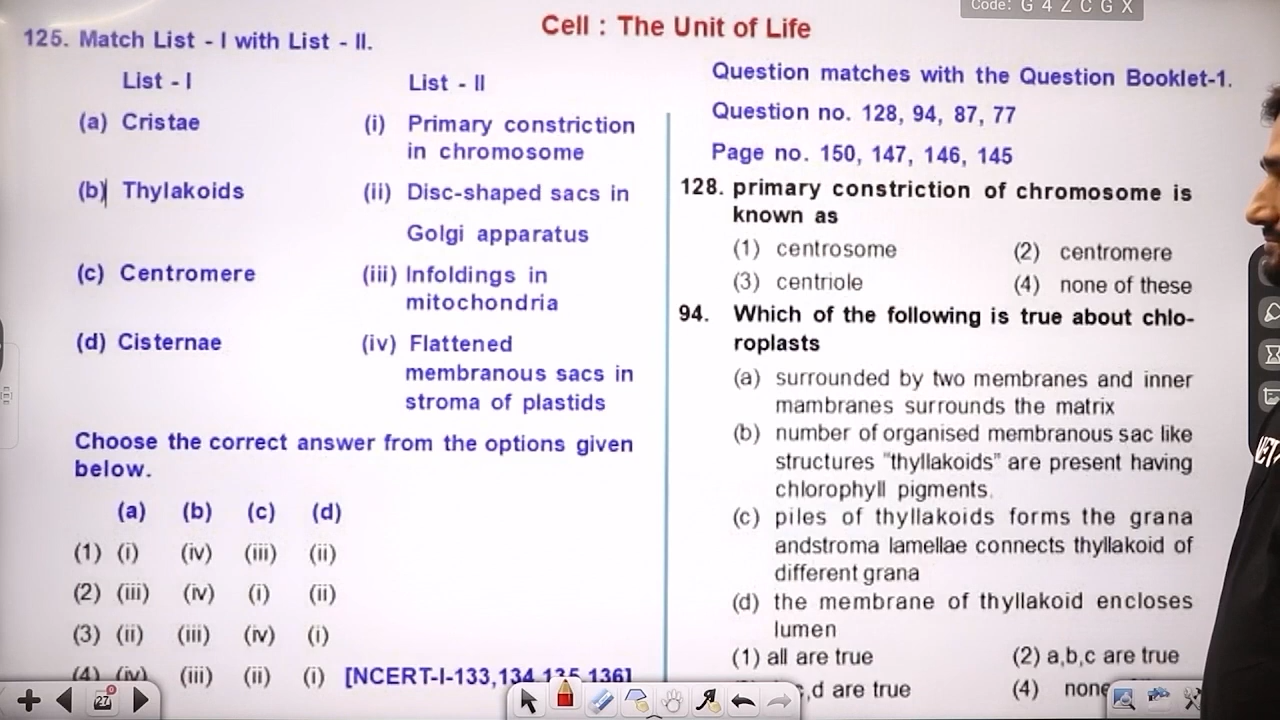 Code: G 4 Z C G X
Cell : The Unit of Life
125. Match List - I with List - II.
List - I List - II
(a) Cristae (i) Primary constriction
in chromosome
(b) Thylakoids (ii) Disc-shaped sacs in
Golgi apparatus
(c) Centromere (iii) Infoldings in
mitochondria
(d) Cisternae (iv) Flattened
membranous sacs in
stroma of plastids
Choose the correct answer from the options given
below.
(a) (b) (c) (d)
(1) (i) (iv) (iii) (ii)
(2) (iii) (iv) (i) (ii)
(3) (ii) (iii) (iv) (i)
(4) (iv) (iii) (ii) (i) [NCERT-I-133,134,135,136]
Question matches with the Question Booklet-1.
Question no. 128, 94, 87, 77
Page no. 150, 147, 146, 145
128. primary constriction of chromosome is
known as
(1) centrosome (2) centromere
(3) centriole (4) none of these
94. Which of the following is true about chlo-
roplasts
(a) surrounded by two membranes and inner
mambranes surrounds the matrix
(b) number of organised membranous sac like
structures "thyllakoids" are present having
chlorophyll pigments.
(c) piles of thyllakoids forms the grana
andstroma lamellae connects thyllakoid of
different grana
(d) the membrane of thyllakoid encloses
lumen
(1) all are true (2) a,b,c are true
,d are true (4) none
27